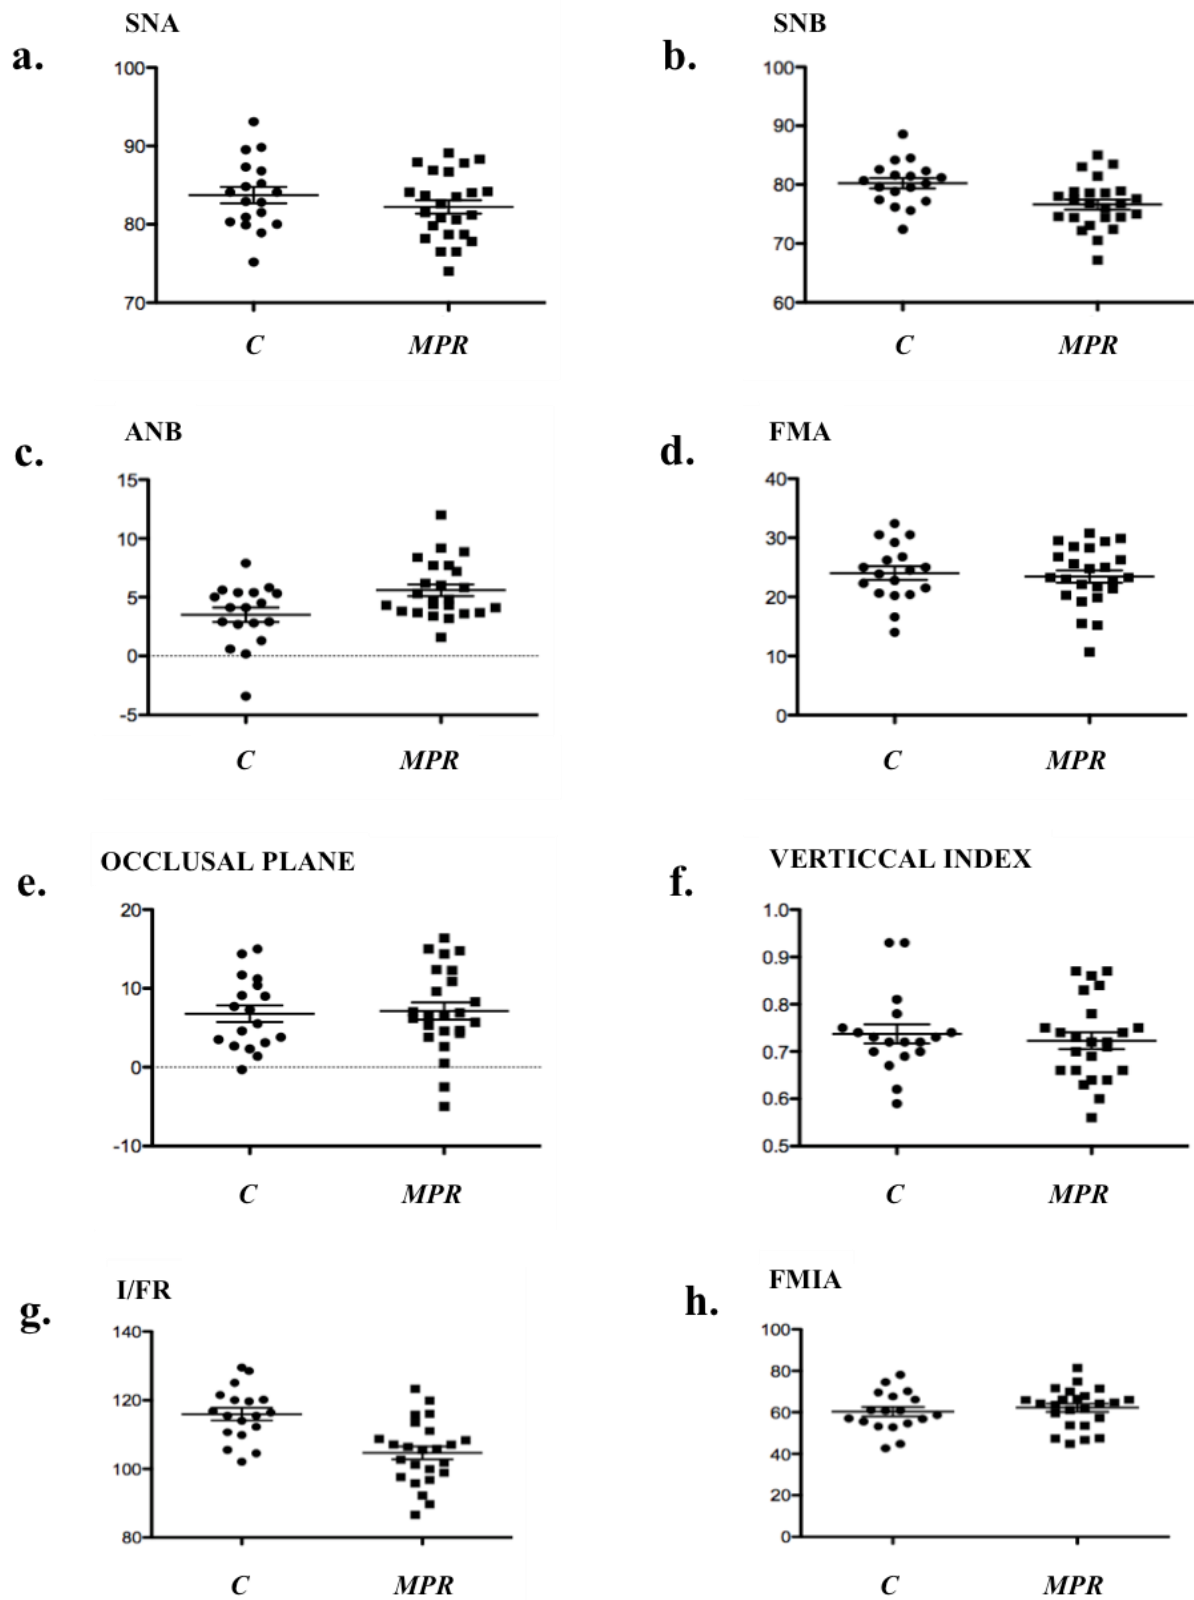 SNA
a.
100
90
80
70
C MPR
SNB
b.
100
90
80
70
60
C MPR
ANB
c.
15
10
5
0
-5
C MPR
FMA
d.
40
30
20
10
0
C MPR
OCCLUSAL PLANE
e.
20
10
0
-10
C MPR
VERTICCAL INDEX
f.
1.0
0.9
0.8
0.7
0.6
0.5
C MPR
I/FR
g.
140
120
100
80
C MPR
FMIA
h.
100
80
60
40
20
0
C MPR